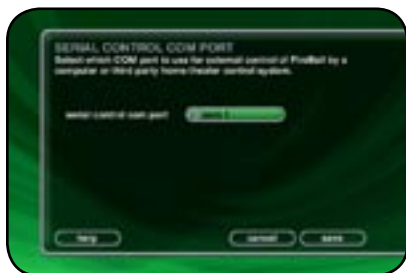 SERIAL CONTROL COM PORT
Select which COM port to use for external control of FireBall by a
computer or third party home theater control system.
serial control com port
help cancel save